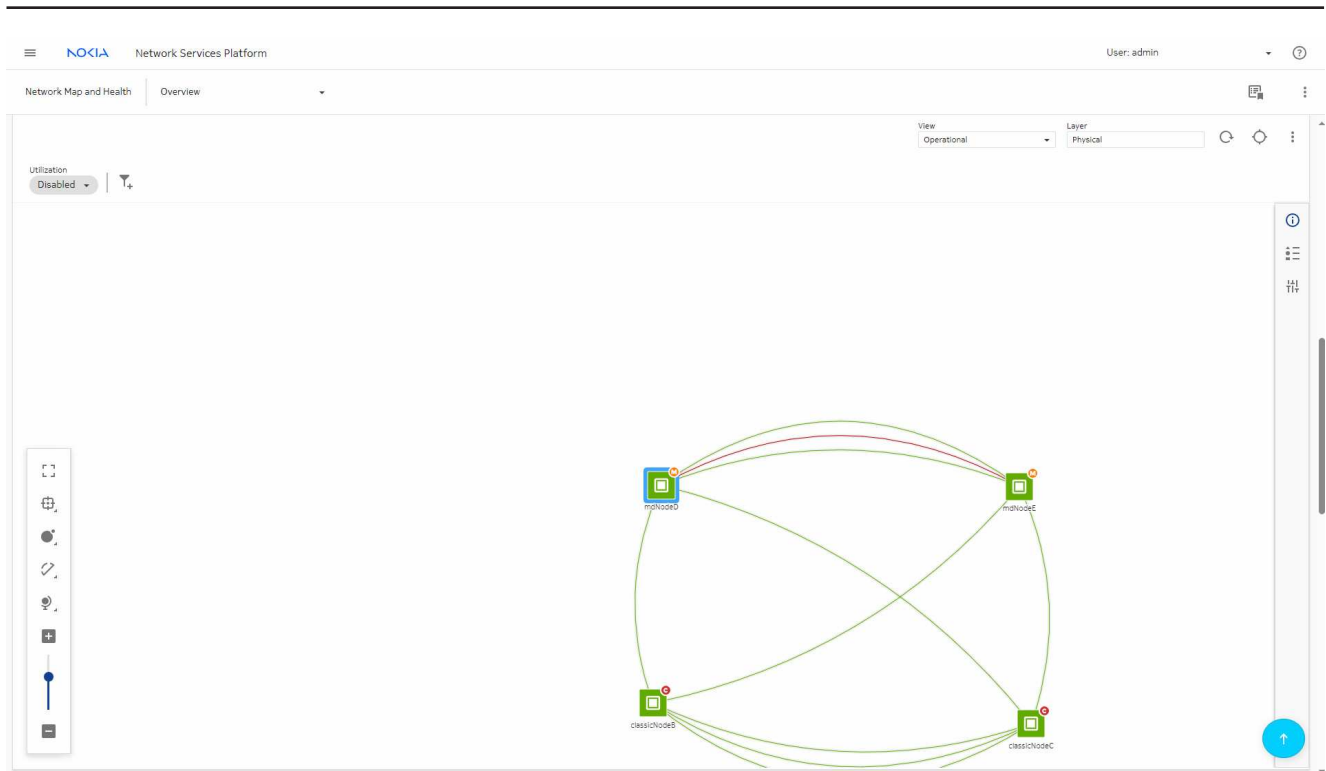 NOKIA Network Services Platform User: admin
Network Map and Health Overview
View Layer
Operational Physical
Utilization
Disabled
M M
mdNodeD mdNodeE
C C
classicNodeB classicNodeC